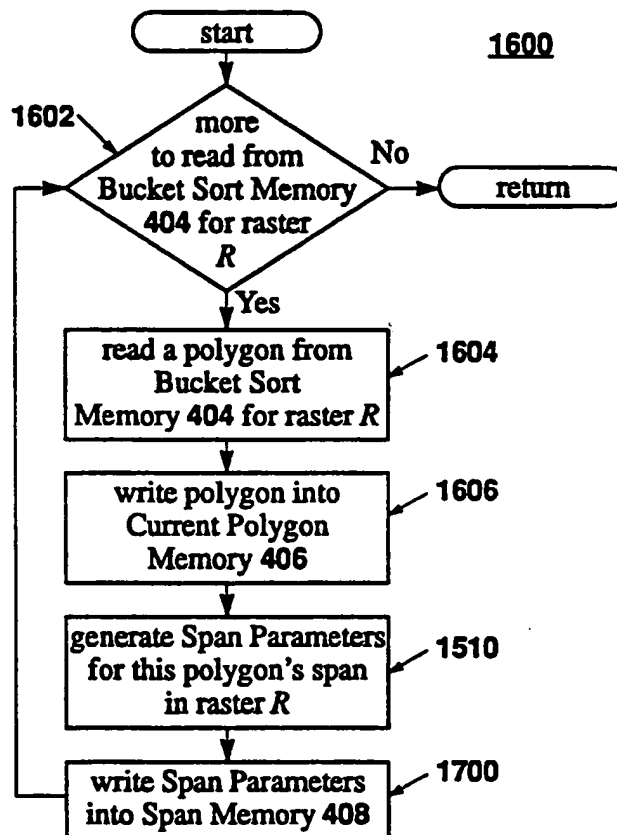 start
1600
1602
more
to read from
Bucket Sort Memory
404 for raster
R
No
return
Yes
read a polygon from
Bucket Sort
Memory 404 for raster R
1604
write polygon into
Current Polygon
Memory 406
1606
generate Span Parameters
for this polygon's span
in raster R
1510
write Span Parameters
into Span Memory 408
1700